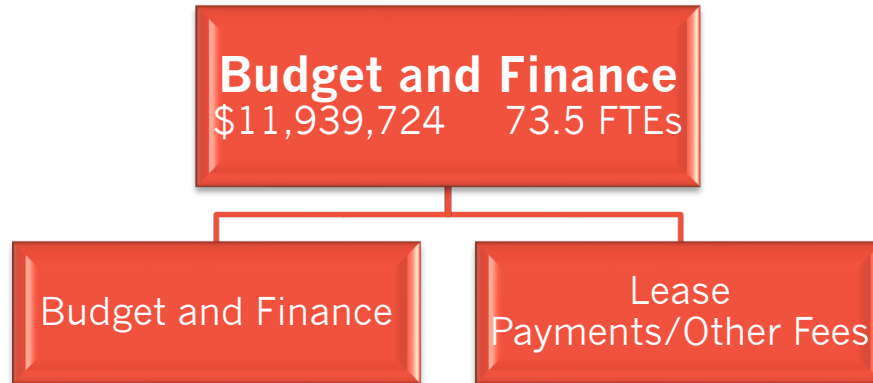 Budget and Finance
$11,939,724 73.5 FTEs
Budget and Finance
Lease
Payments/Other Fees